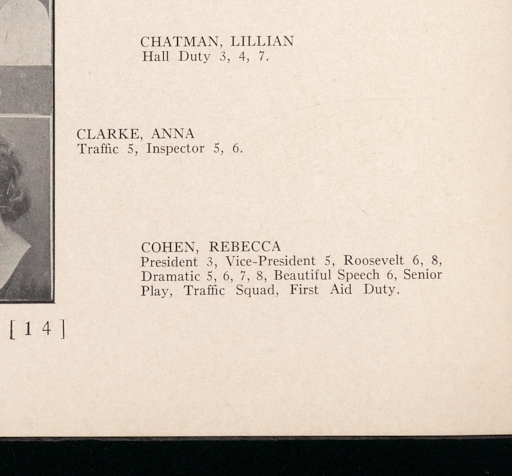 CHATMAN, LILLIAN
Hall Duty 3, 4, 7.
CLARKE, ANNA
Traffic 5, Inspector 5, 6.
COHEN, REBECCA
President 3, Vice-President 5, Roosevelt 6, 8,
Dramatic 5, 6, 7, 8, Beautiful Speech 6, Senior
Play, Traffic Squad, First Aid Duty.
[ 1 4 ]